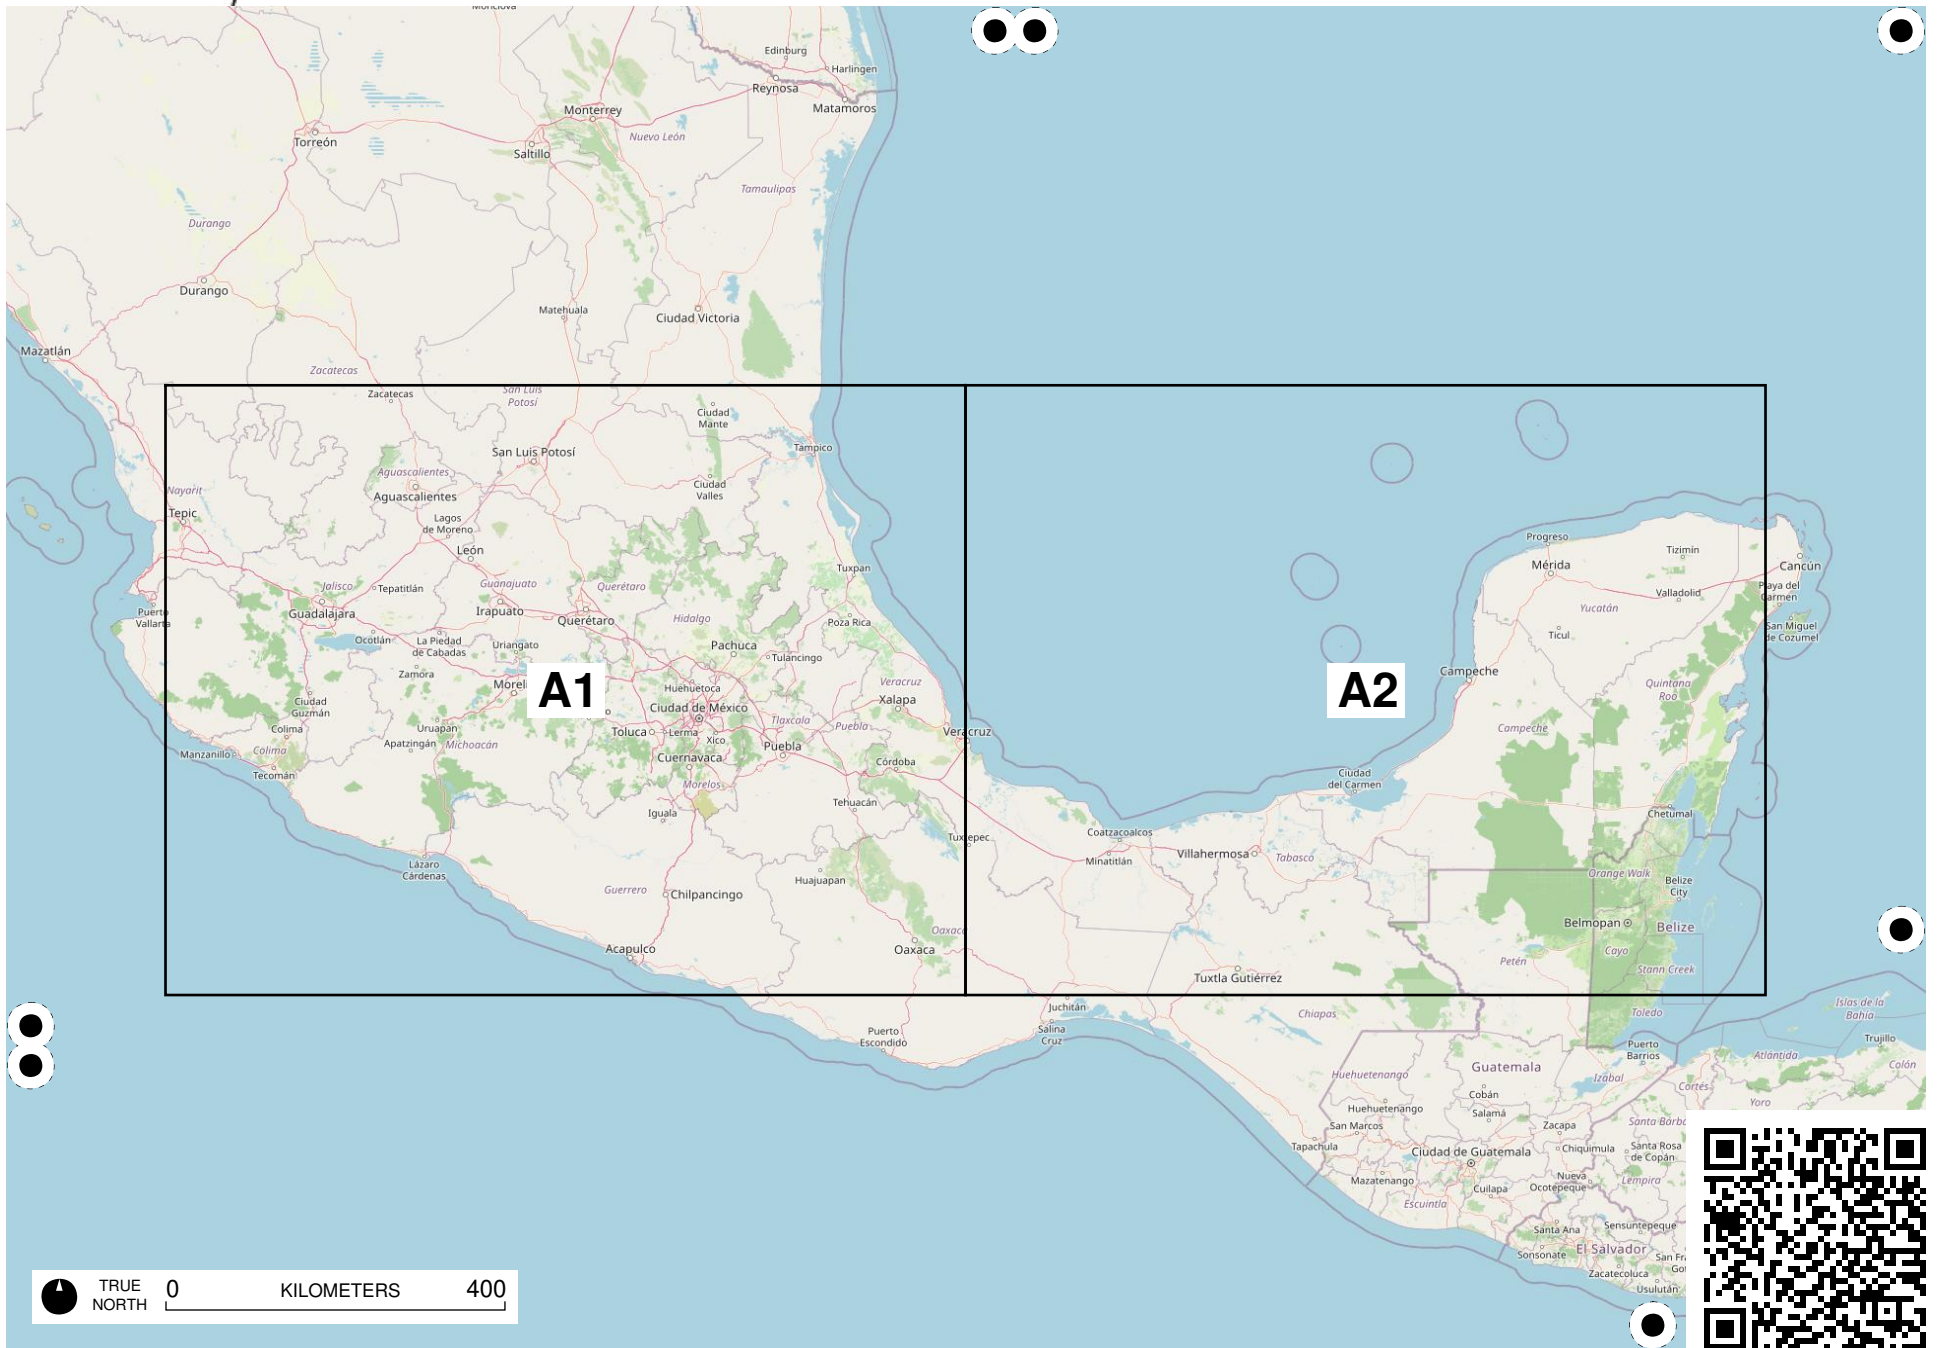 Monclova
Edinburg
Harlingen
Reynosa
Matamoros
Monterrey
Nuevo León
Torreón
Saltillo
Tamaulipas
Durango
Durango
Matehuala
Ciudad Victoria
Mazatlán
Zacatecas
Zacatecas
San Luis
Potosí
Ciudad
Mante
San Luis Potosí
Tampico
Aguascalientes
Aguascalientes
Ciudad
Valles
Nayarit
Tepic
Lagos
de Moreno
León
Tuxpan
Jalisco
Tepatitlán
Guanajuato
Querétaro
Puerto
Vallarta
Guadalajara
Irapuato
Querétaro
Hidalgo
Poza Rica
Ocotlán
La Piedad
de Cabadas
Uriangato
Pachuca
Tulancingo
Zamora
Moreli
A1
Huehuetoca
Veracruz
Xalapa
Ciudad
Guzmán
Ciudad de México
Tlaxcala
Puebla
Colima
Uruapan
Toluca
Lerma
Xico
Veracruz
Apatzingán
Michoacán
Puebla
Manzanillo
Colima
Tecomán
Cuernavaca
Córdoba
Morelos
Iguala
Tehuacán
Tuxtepec
Lázaro
Cárdenas
Guerrero
Chilpancingo
Huajuapan
Acapulco
Oaxaca
Oaxaca
Puerto
Escondido
Juchitán
Salina
Cruz
Progreso
Mérida
Tizimín
Cancún
Valladolid
Playa del
Carmen
Yucatán
Ticul
San Miguel
de Cozumel
Campeche
A2
Quintana
Roo
Campeche
Ciudad
del Carmen
Chetumal
Coatzacoalcos
Minatitlán
Villahermosa
Tabasco
Orange Walk
Belize
City
Belmopan
Belize
Cayo
Petén
Stann Creek
Tuxtla Gutiérrez
Chiapas
Toledo
Islas de la
Bahía
Puerto
Barrios
Trujillo
Atlántida
Colón
Guatemala
Huehuetenango
Izabal
Cortés
Yoro
Cobán
Huehuetenango
Salamá
San Marcos
Zacapa
Santa Bárba
Tapachula
Ciudad de Guatemala
Chiquimula
Santa Rosa
de Copán
Mazatenango
Nueva
Ocotepeque
Lempira
Cuilapa
Escuintla
Santa Ana
Sensuntepeque
Sonsonate
El Salvador
San Fra
Got
Zacatecoluca
Usulután
TRUE
NORTH
0 KILOMETERS 400